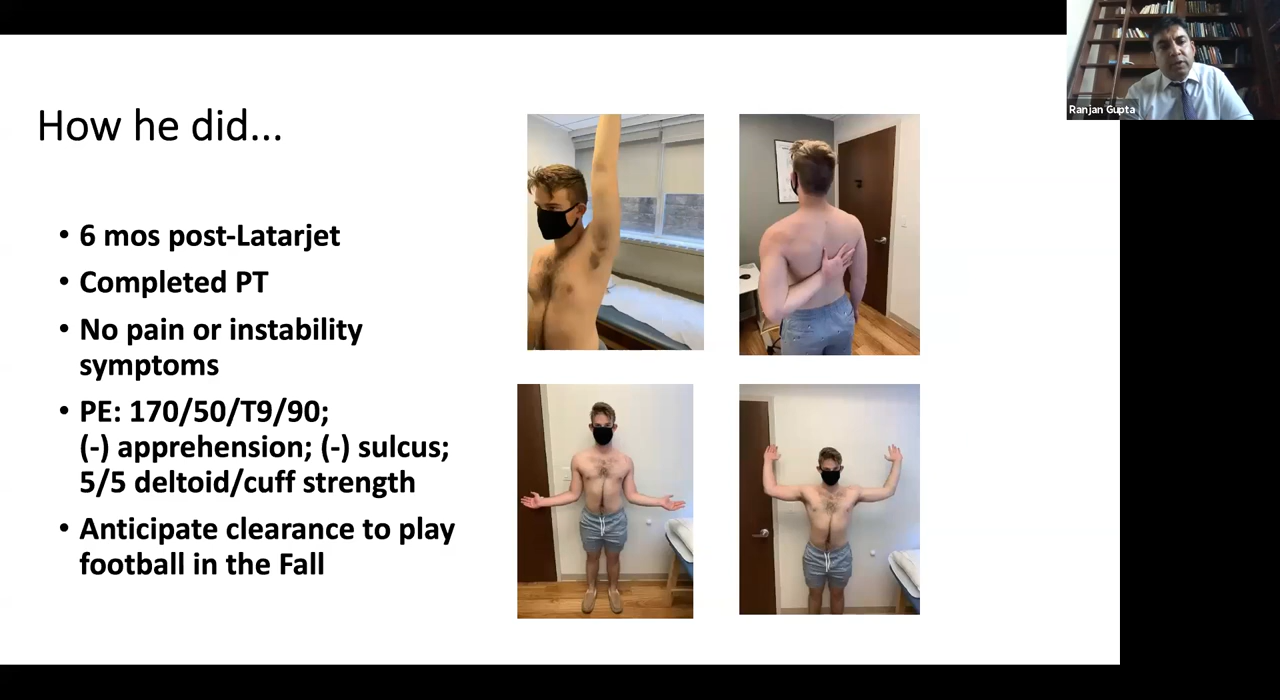 Ranjan Gupta
How he did...
• 6 mos post-Latarjet
• Completed PT
• No pain or instability
symptoms
• PE: 170/50/T9/90;
(-) apprehension; (-) sulcus;
5/5 deltoid/cuff strength
• Anticipate clearance to play
football in the Fall